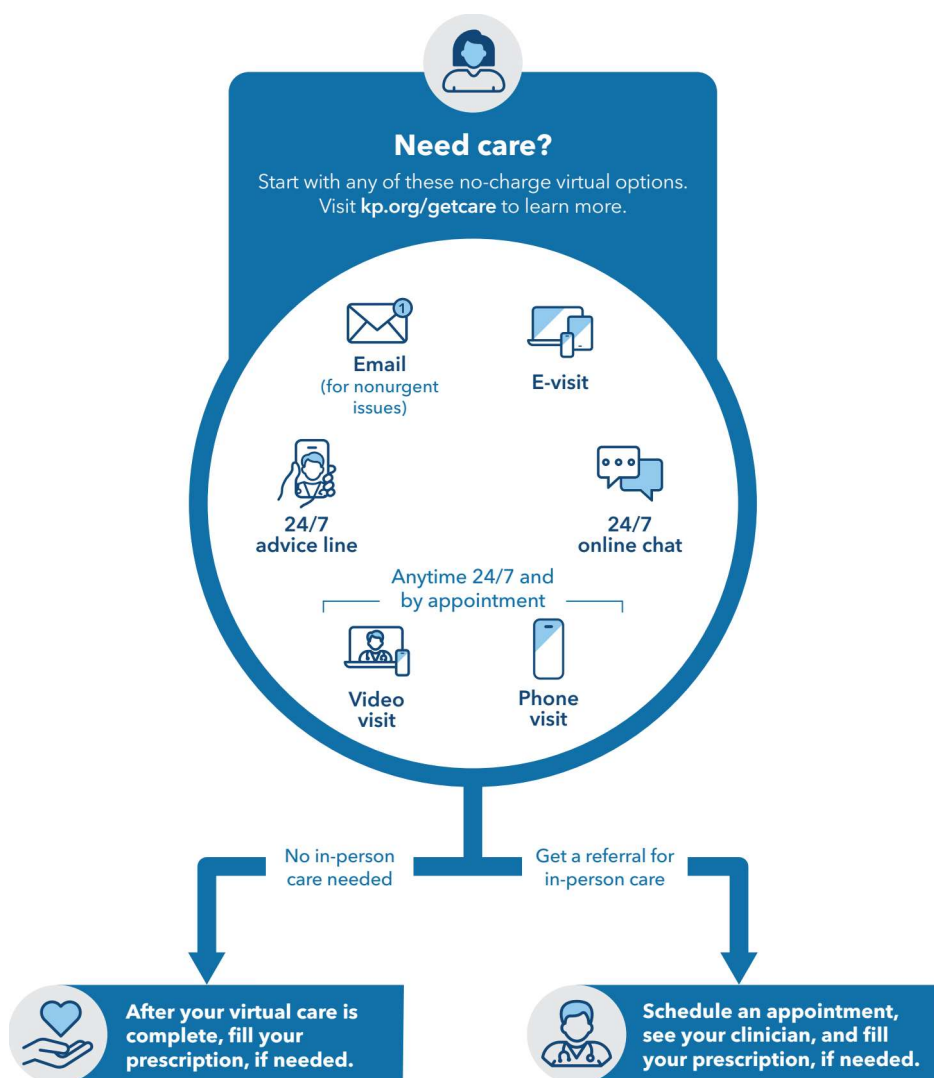 Need care?
Start with any of these no-charge virtual options.
Visit kp.org/getcare to learn more.
1
Email
(for nonurgent
issues)
E-visit
24/7
advice line
24/7
online chat
Anytime 24/7 and
by appointment
Video
visit
Phone
visit
No in-person
care needed
Get a referral for
in-person care
After your virtual care is
complete, fill your
prescription, if needed.
Schedule an appointment,
see your clinician, and fill
your prescription, if needed.